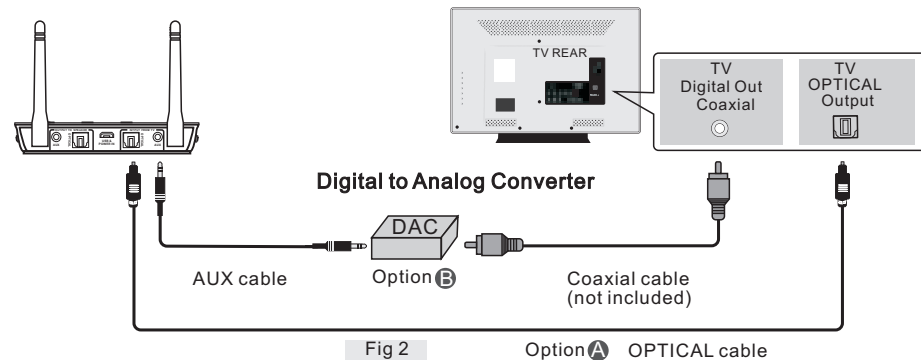 TV REAR
TV
Digital Out
Coaxial
TV
OPTICAL
Output
Digital to Analog Converter
DAC
AUX cable
Option B
Coaxial cable
(not included)
Fig 2
Option A OPTICAL cable